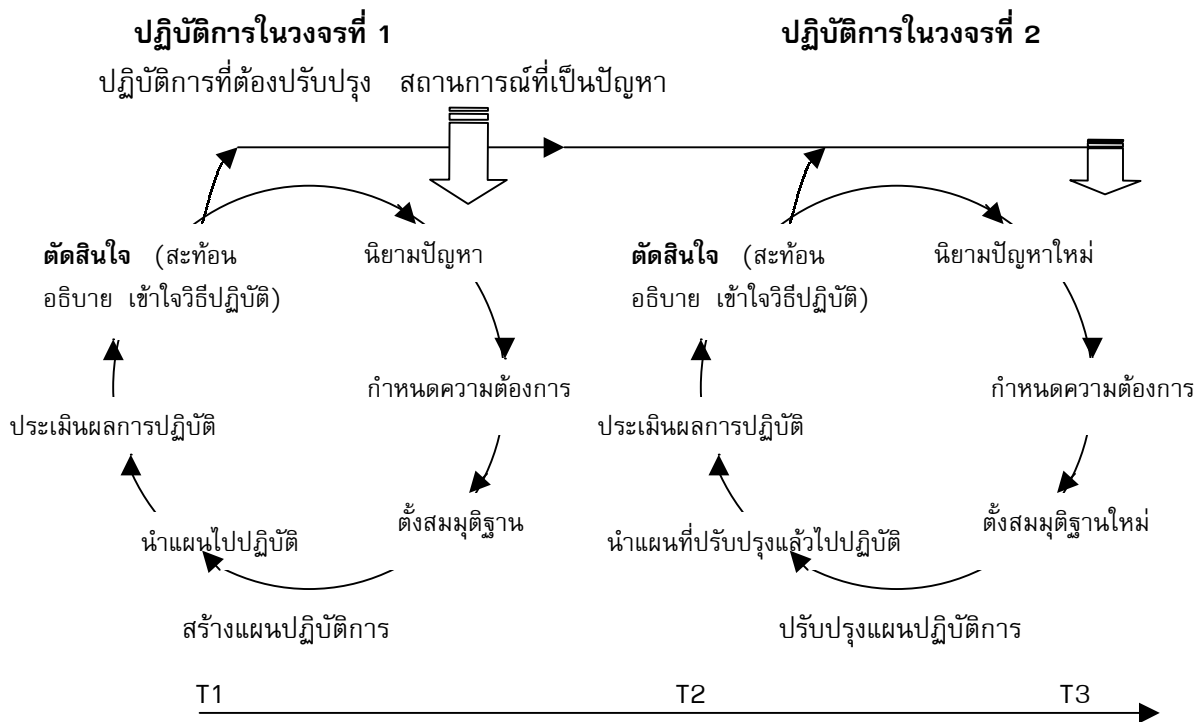 ปฏิบัติการในวงจรที่ 1
ปฏิบัติการในวงจรที่ 2
ปฏิบัติการที่ต้องปรับปรุง สถานการณ์ที่เป็นปัญหา
ตัดสินใจ (สะท้อน
อธิบาย เข้าใจวิธีปฏิบัติ)
นิยามปัญหา
กำหนดความต้องการ
ตั้งสมมุติฐาน
สร้างแผนปฏิบัติการ
นำแผนไปปฏิบัติ
ประเมินผลการปฏิบัติ
ตัดสินใจ (สะท้อน
อธิบาย เข้าใจวิธีปฏิบัติ)
นิยามปัญหาใหม่
กำหนดความต้องการ
ตั้งสมมุติฐานใหม่
ปรับปรุงแผนปฏิบัติการ
นำแผนที่ปรับปรุงแล้วไปปฏิบัติ
ประเมินผลการปฏิบัติ
T1
T2
T3